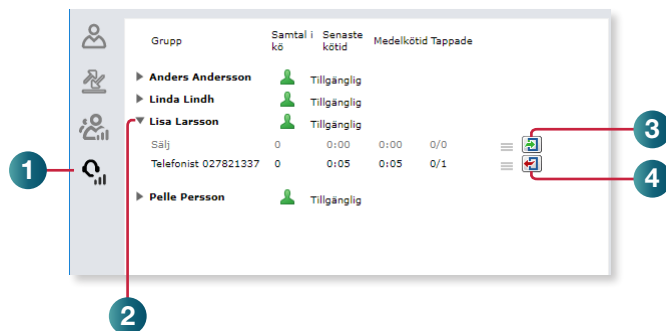 Grupp Samtal i kö Senaste kötid Medelkötid Tappade
Anders Andersson Tillgänglig
Linda Lindh Tillgänglig
Lisa Larsson Tillgänglig
Sälj 0 0:00 0:00 0/0
Telefonist 027821337 0 0:05 0:05 0/1
Pelle Persson Tillgänglig
1
2
3
4